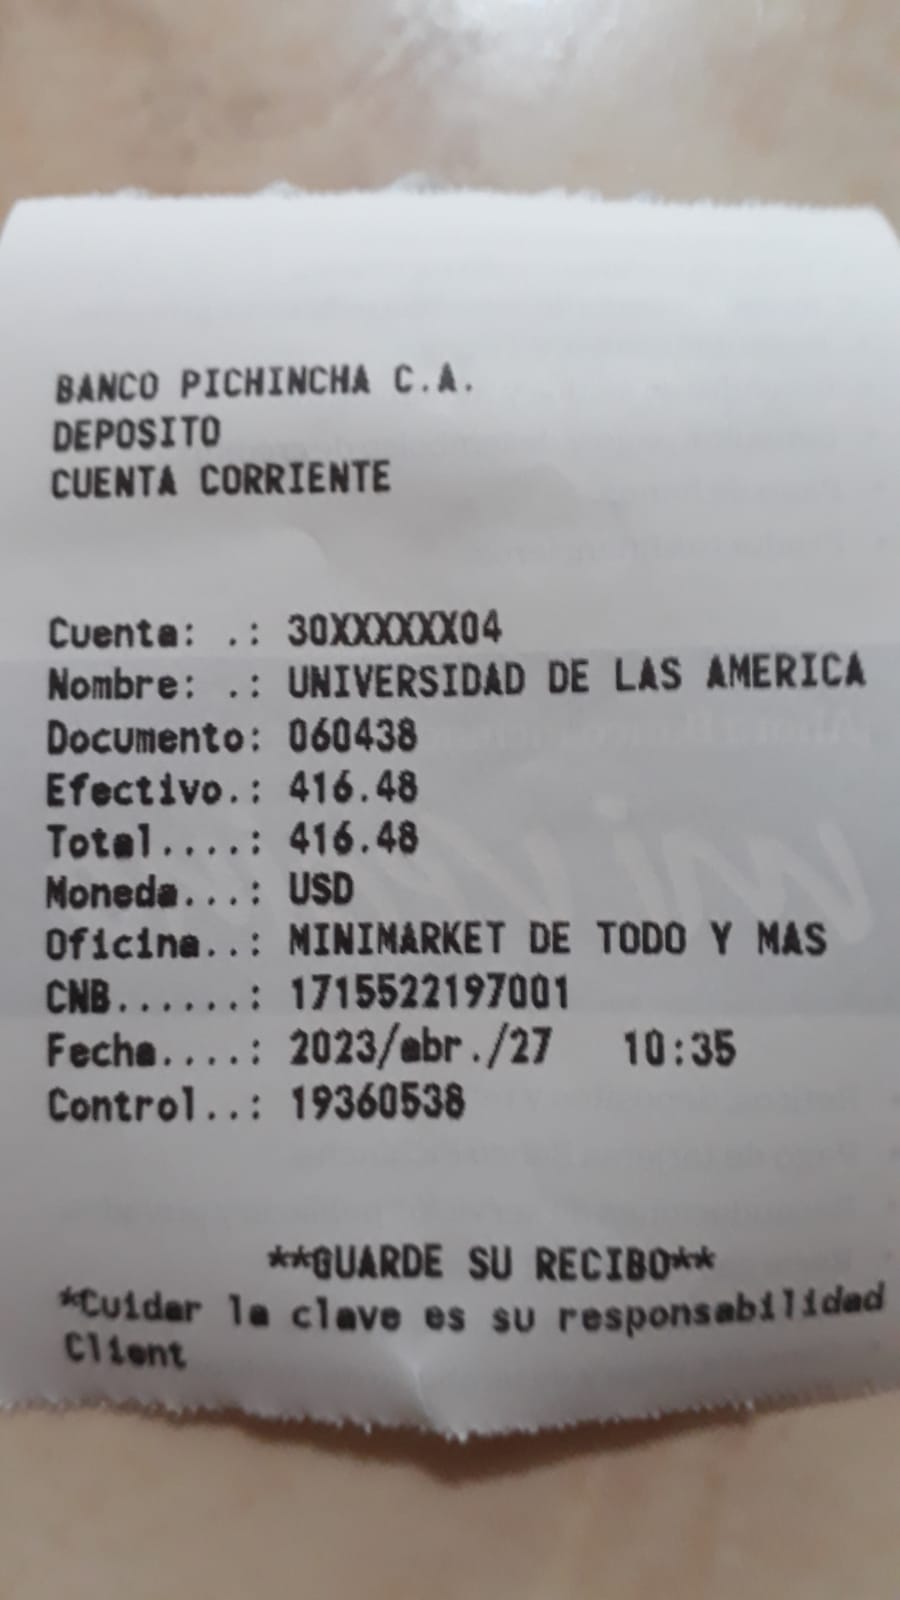 BANCO PICHINCHA C.A.
DEPOSITO
CUENTA CORRIENTE
Cuenta: .: 30XXXXXX04
Nombre: .: UNIVERSIDAD DE LAS AMERICA
Documento: 060438
Efectivo.: 416.48
Total....: 416.48
Moneda...: USD
Oficina..: MINIMARKET DE TODO Y MAS
CNB......: 1715522197001
Fecha....: 2023/abr./27 10:35
Control..: 19360538
**GUARDE SU RECIBO**
*Cuidar la clave es su responsabilidad
Client